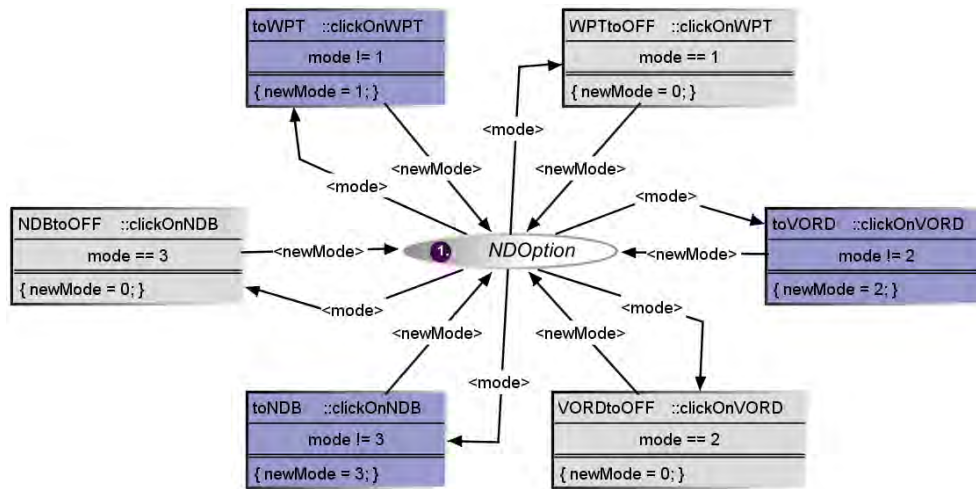 toWPT ::clickOnWPT
mode != 1
{ newMode = 1; }
WPTtoOFF ::clickOnWPT
mode == 1
{ newMode = 0; }
<mode>
<newMode>
<newMode>
<mode>
<mode>
NDBtoOFF ::clickOnNDB
mode == 3
{ newMode = 0; }
<newMode>
1.
NDOption
<newMode>
toVORD ::clickOnVORD
mode != 2
{ newMode = 2; }
<mode>
<mode>
<newMode>
<newMode>
<mode>
toNDB ::clickOnNDB
mode != 3
{ newMode = 3; }
VORDtoOFF ::clickOnVORD
mode == 2
{ newMode = 0; }